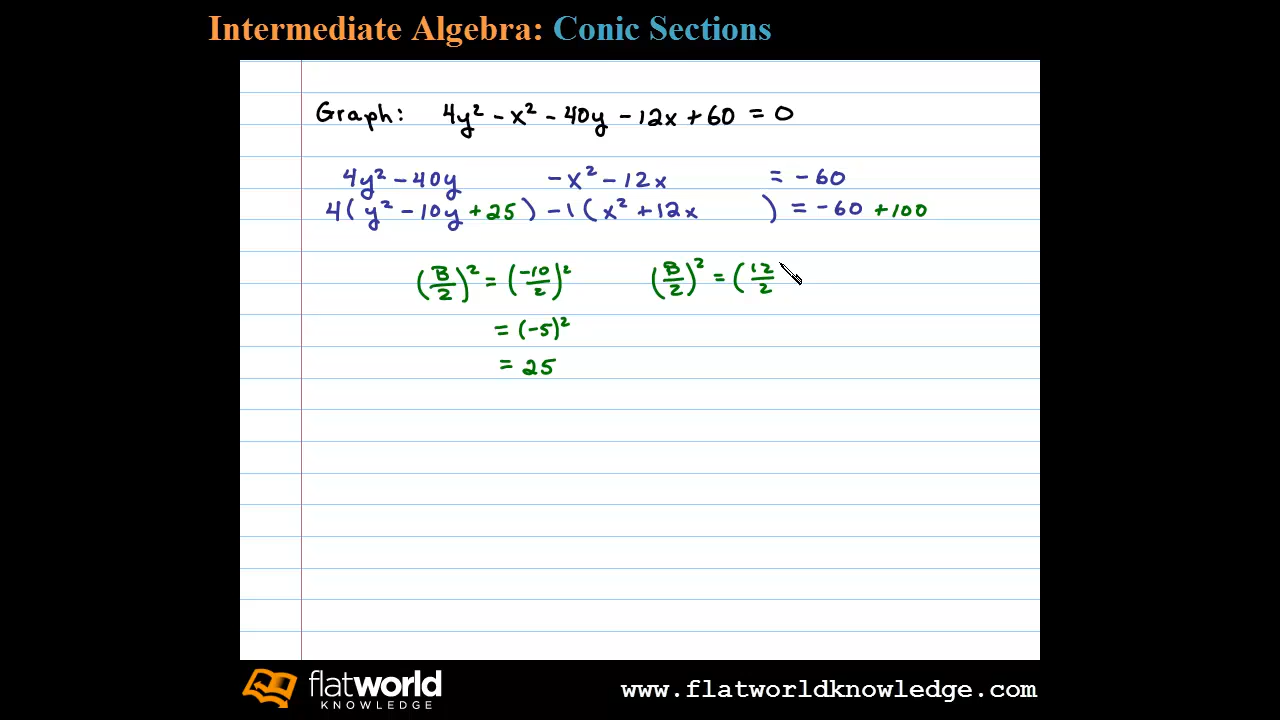 Intermediate Algebra: Conic Sections
Graph: 4y² - x² - 40y - 12x + 60 = 0
4y² - 40y - x² - 12x = -60
4(y² - 10y + 25) - 1(x² + 12x ) = -60 + 100
(B/2)² = (-10/2)² (B/2)² = (12/2
= (-5)²
= 25
flatworld
KNOWLEDGE
www.flatworldknowledge.com